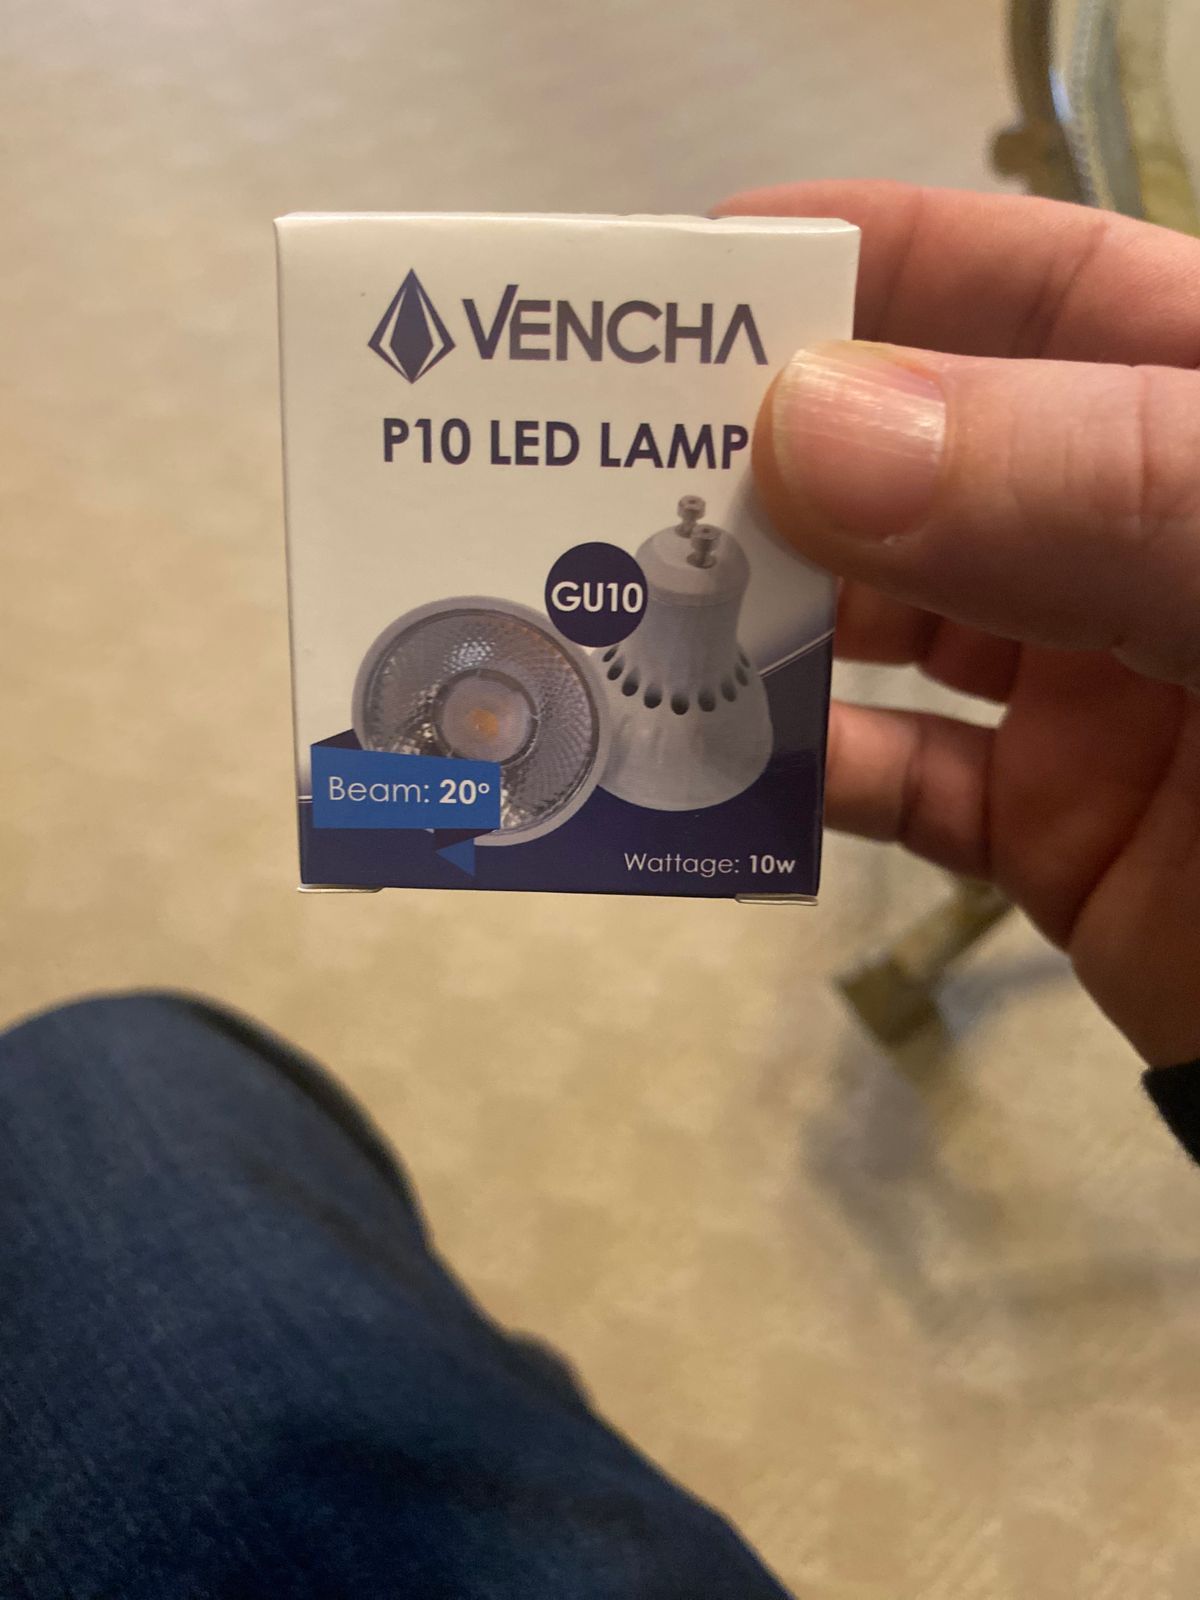 VENCHA
P10 LED LAMP
GU10
Beam: 20°
Wattage: 10w